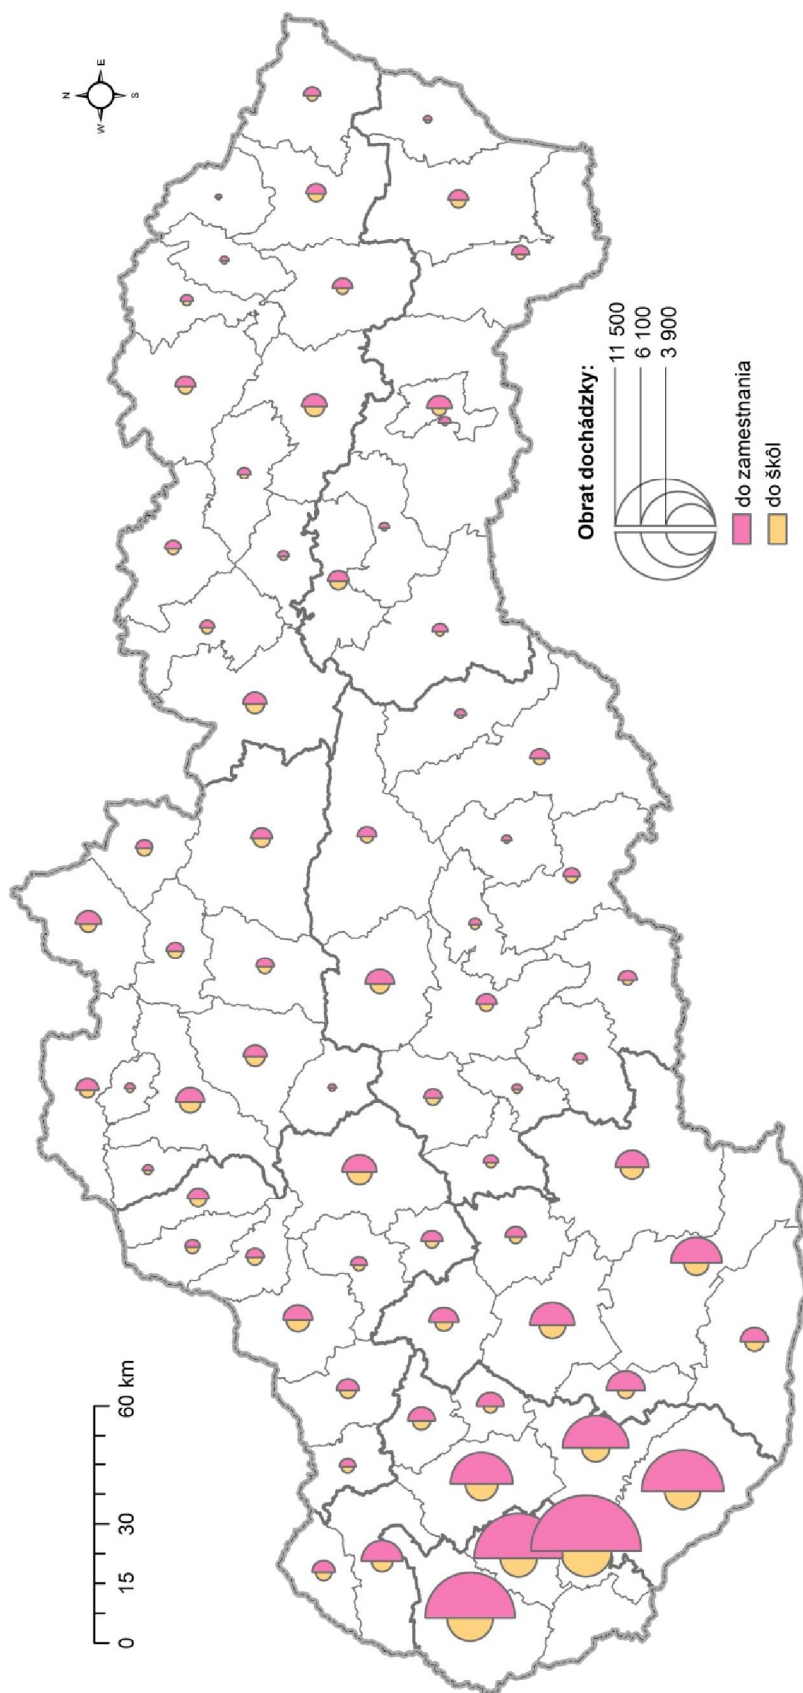 N
W
E
S
0
15
30
60 km
Obrat dochádzky:
11 500
6 100
3 900
do zamestnania
do škôl